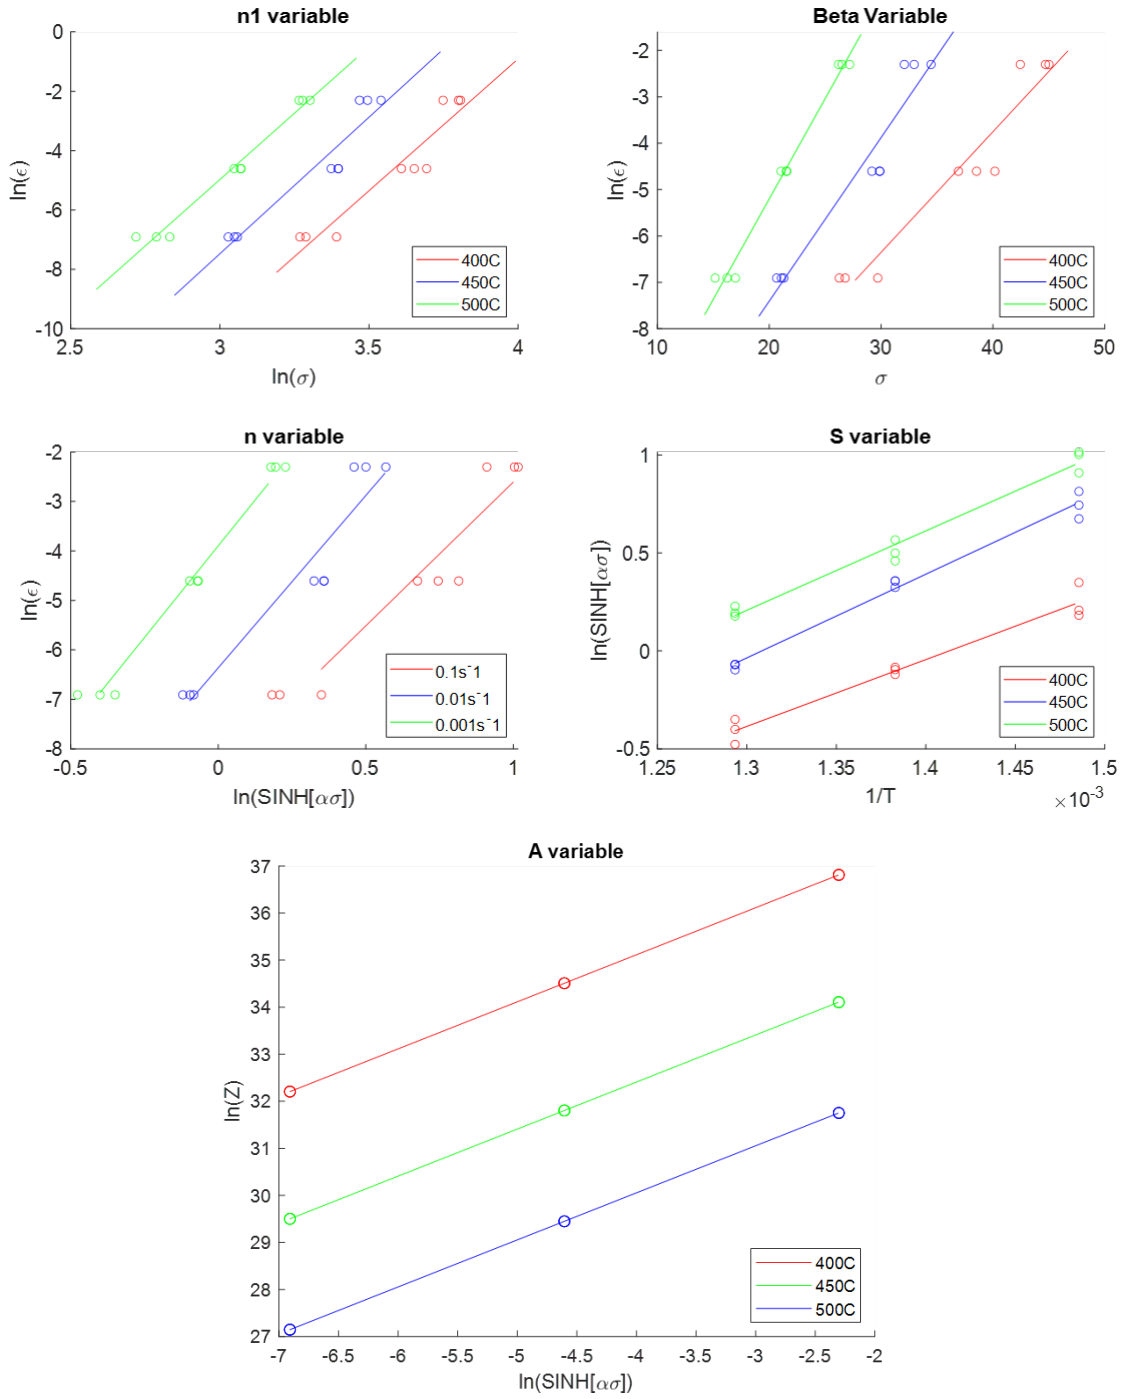 n1 variable
0
-2
-4
-6
-8
-10
ln(ϵ)
2.5 3 3.5 4
ln(σ)
400C
450C
500C
Beta Variable
-2
-3
-4
-5
-6
-7
-8
ln(ϵ)
10 20 30 40 50
σ
400C
450C
500C
n variable
-2
-3
-4
-5
-6
-7
-8
ln(ϵ)
-0.5 0 0.5 1
ln(SINH[ασ])
0.1s⁻1
0.01s⁻1
0.001s⁻1
S variable
1
0.5
0
-0.5
ln(SINH[ασ])
1.25 1.3 1.35 1.4 1.45 1.5
1/T
×10⁻³
400C
450C
500C
A variable
37
36
35
34
33
32
31
30
29
28
27
ln(Z)
-7 -6.5 -6 -5.5 -5 -4.5 -4 -3.5 -3 -2.5 -2
ln(SINH[ασ])
400C
450C
500C